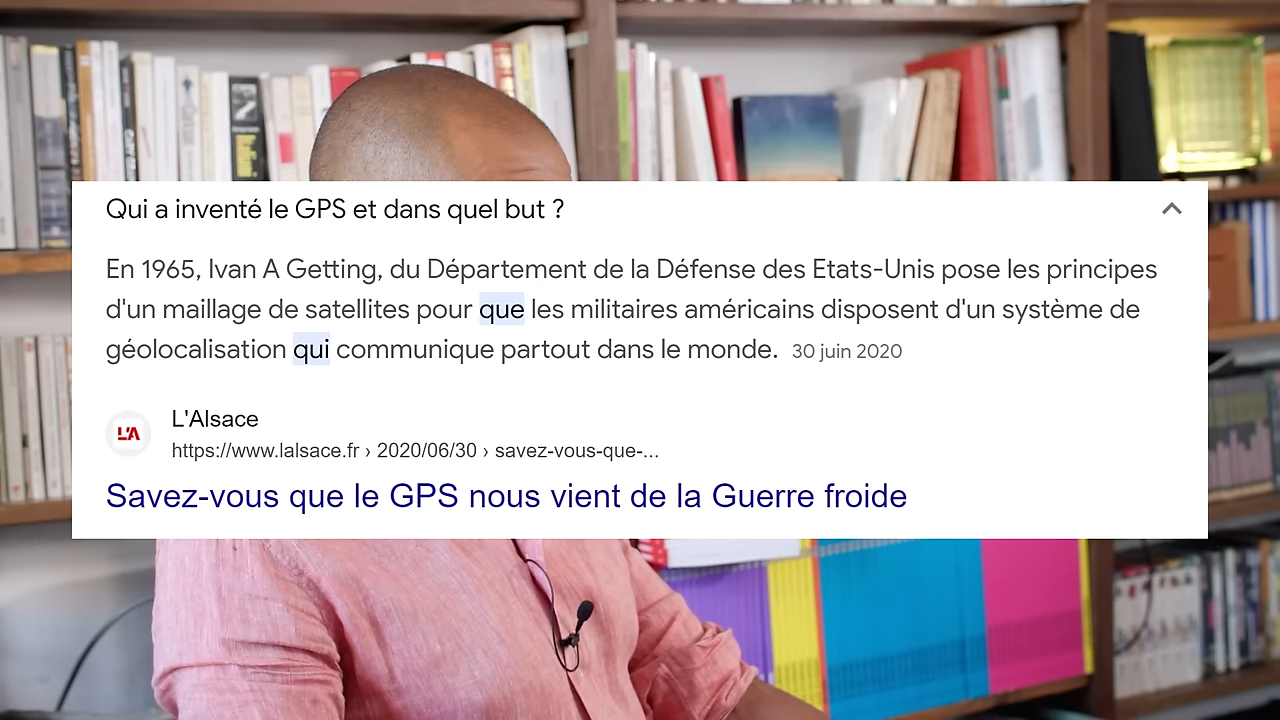 Qui a inventé le GPS et dans quel but ?
En 1965, Ivan A Getting, du Département de la Défense des Etats-Unis pose les principes
d'un maillage de satellites pour que les militaires américains disposent d'un système de
géolocalisation qui communique partout dans le monde. 30 juin 2020
L'Alsace
L'A
https://www.lalsace.fr › 2020/06/30 › savez-vous-que-...
Savez-vous que le GPS nous vient de la Guerre froide